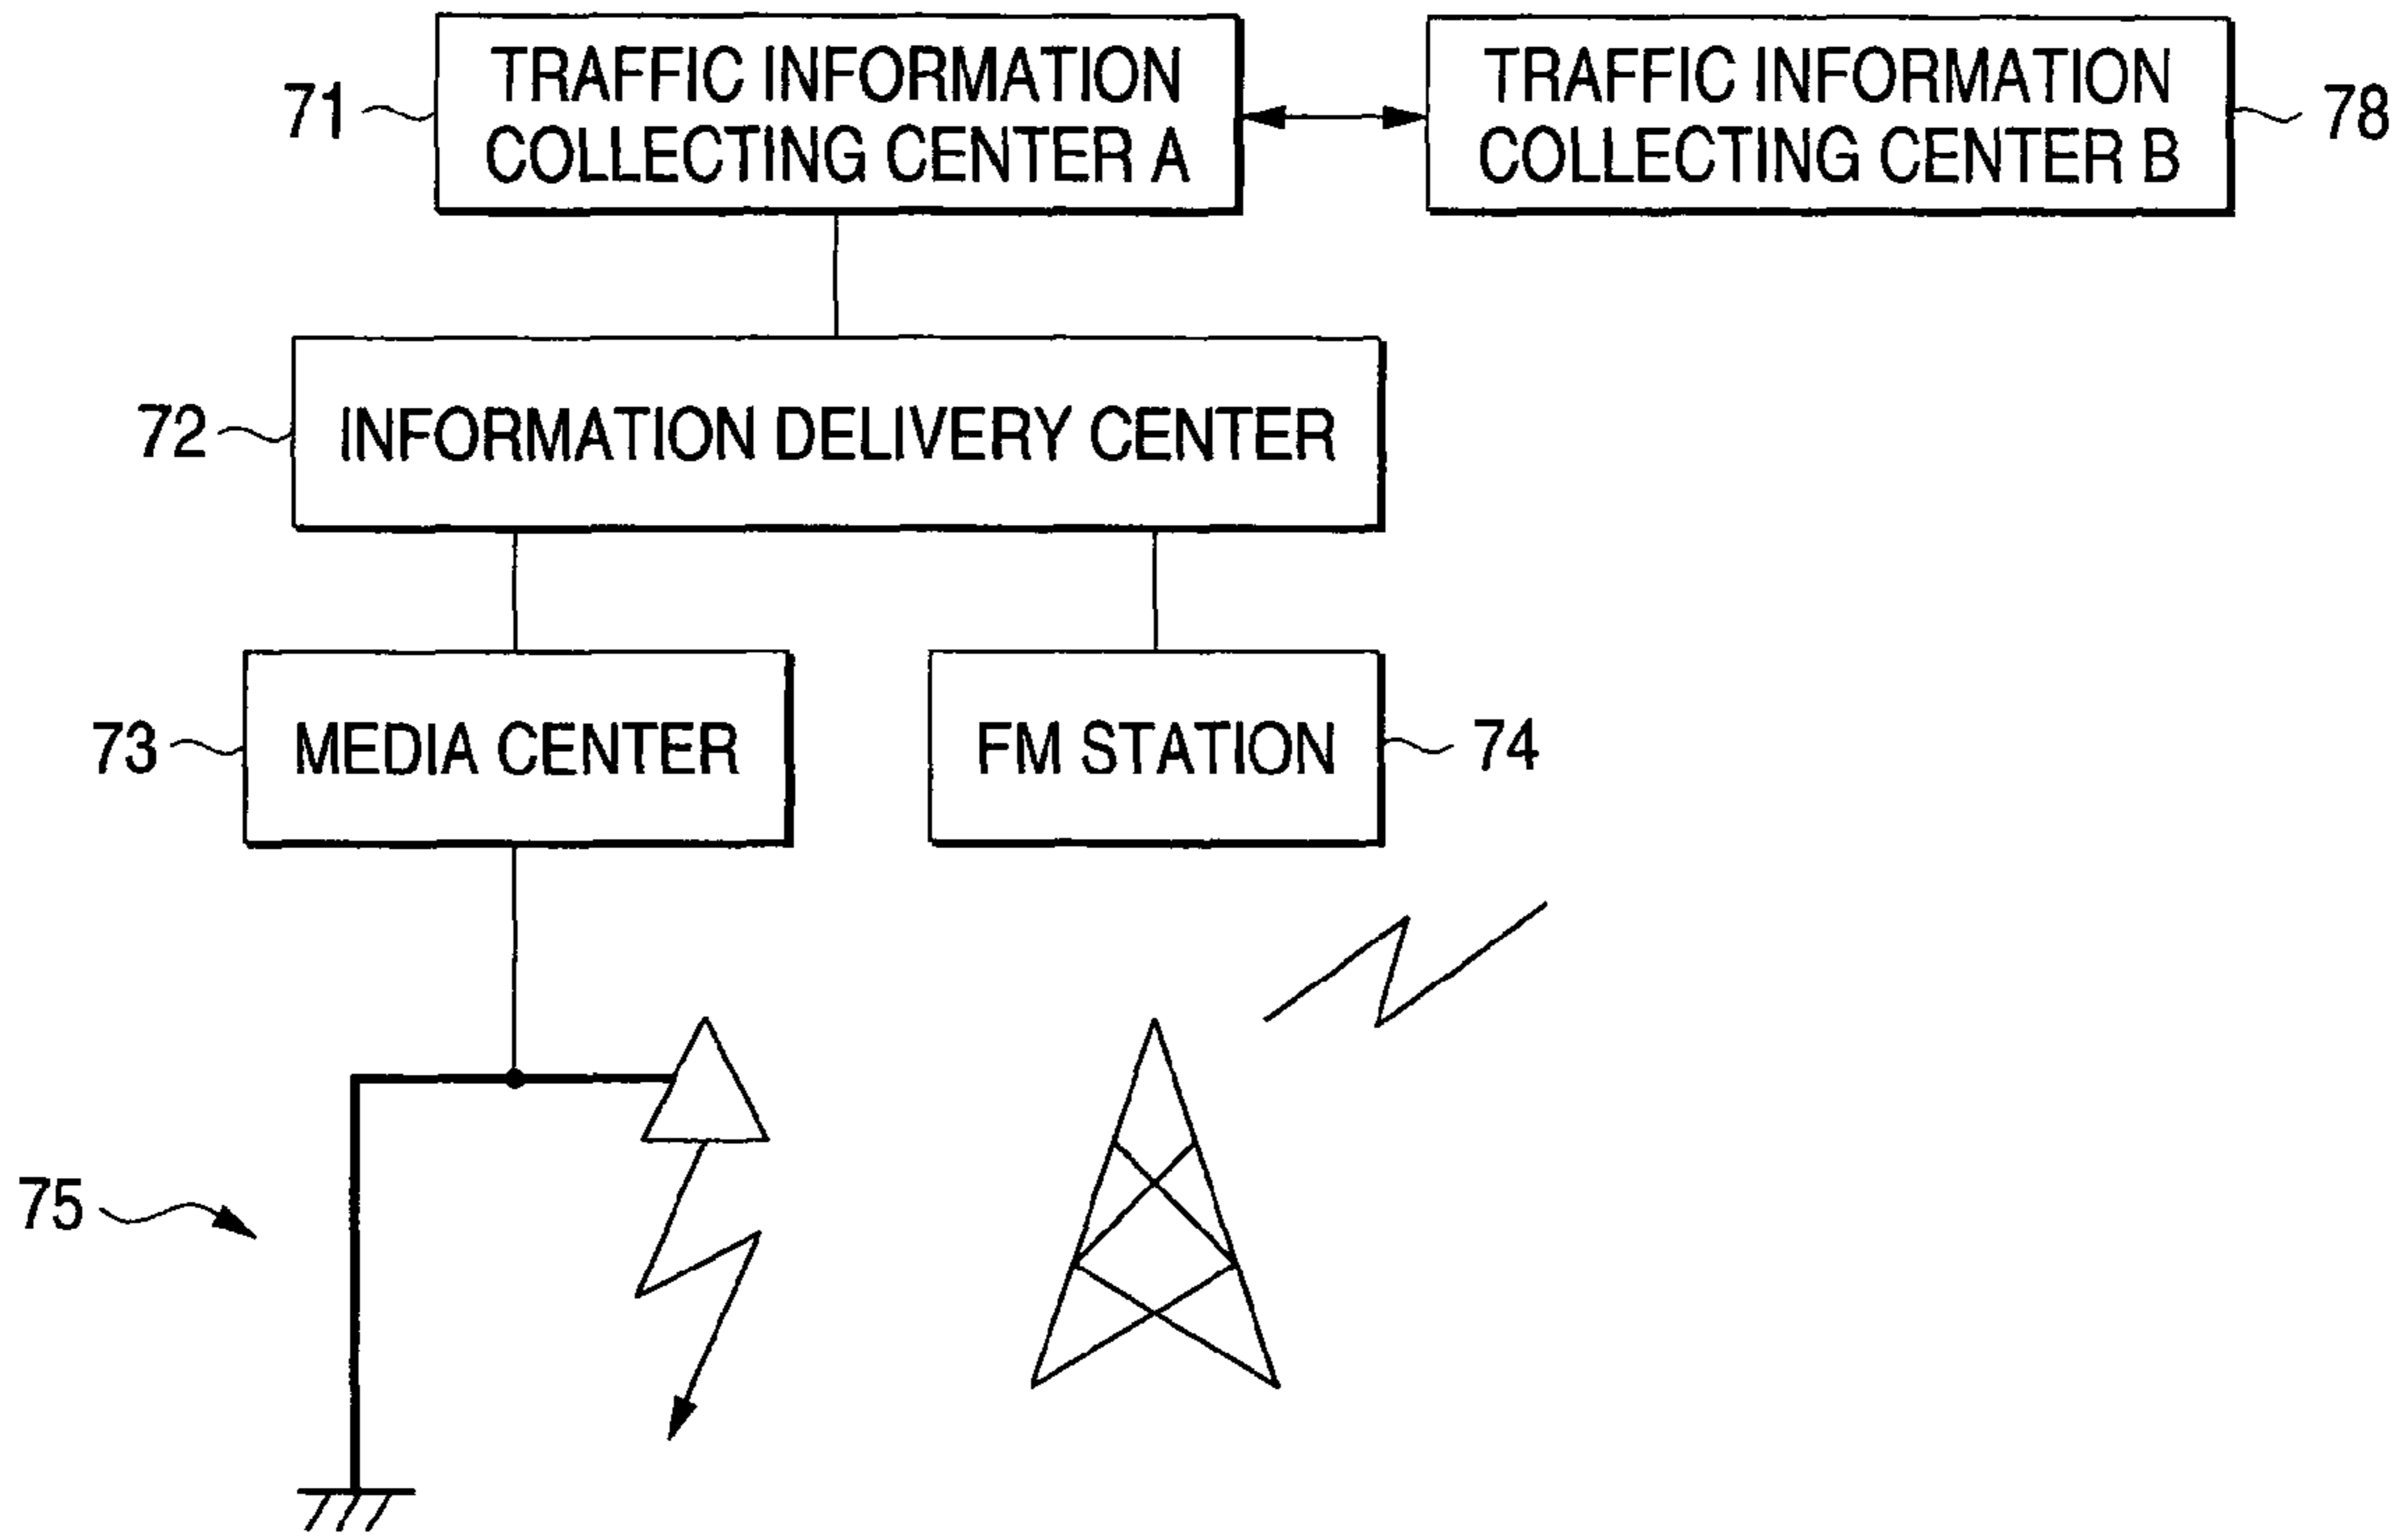 71
TRAFFIC INFORMATION
COLLECTING CENTER A
TRAFFIC INFORMATION
COLLECTING CENTER B
78
72
INFORMATION DELIVERY CENTER
73
MEDIA CENTER
FM STATION
74
75